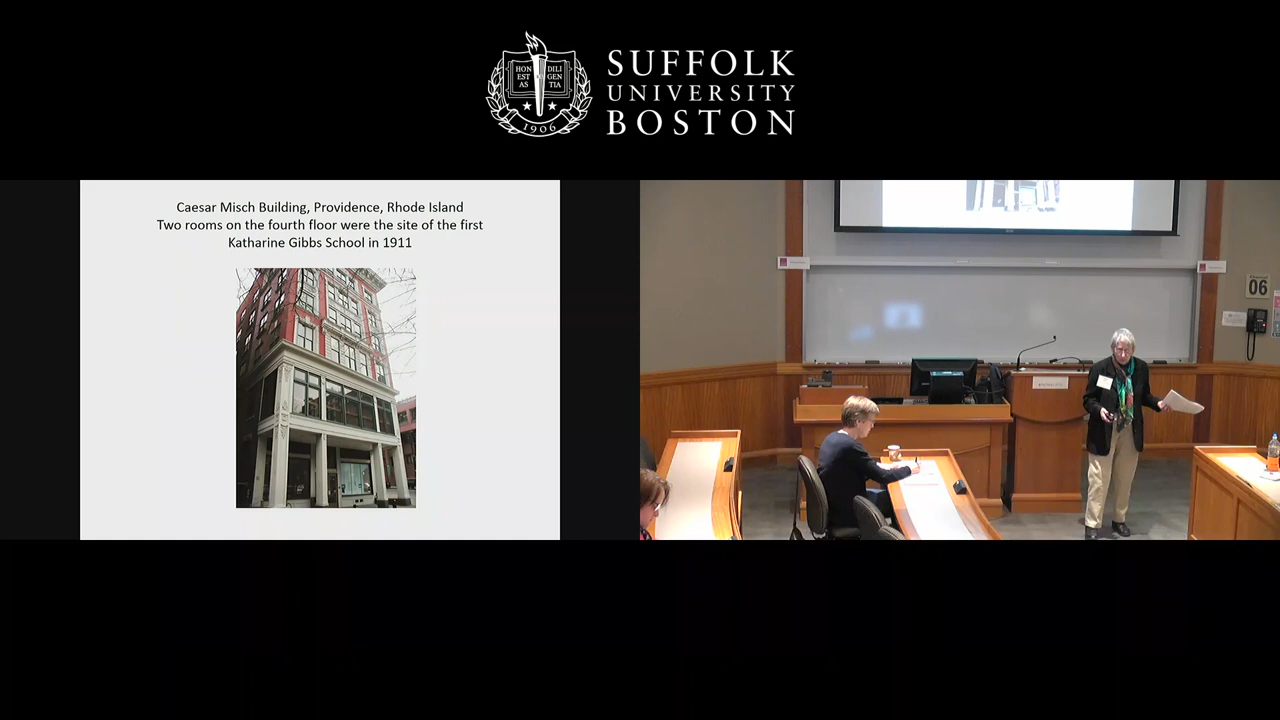 HON
EST
AS
DILI
GEN
TIA
1906
SUFFOLK
UNIVERSITY
BOSTON
Caesar Misch Building, Providence, Rhode Island
Two rooms on the fourth floor were the site of the first
Katharine Gibbs School in 1911
06